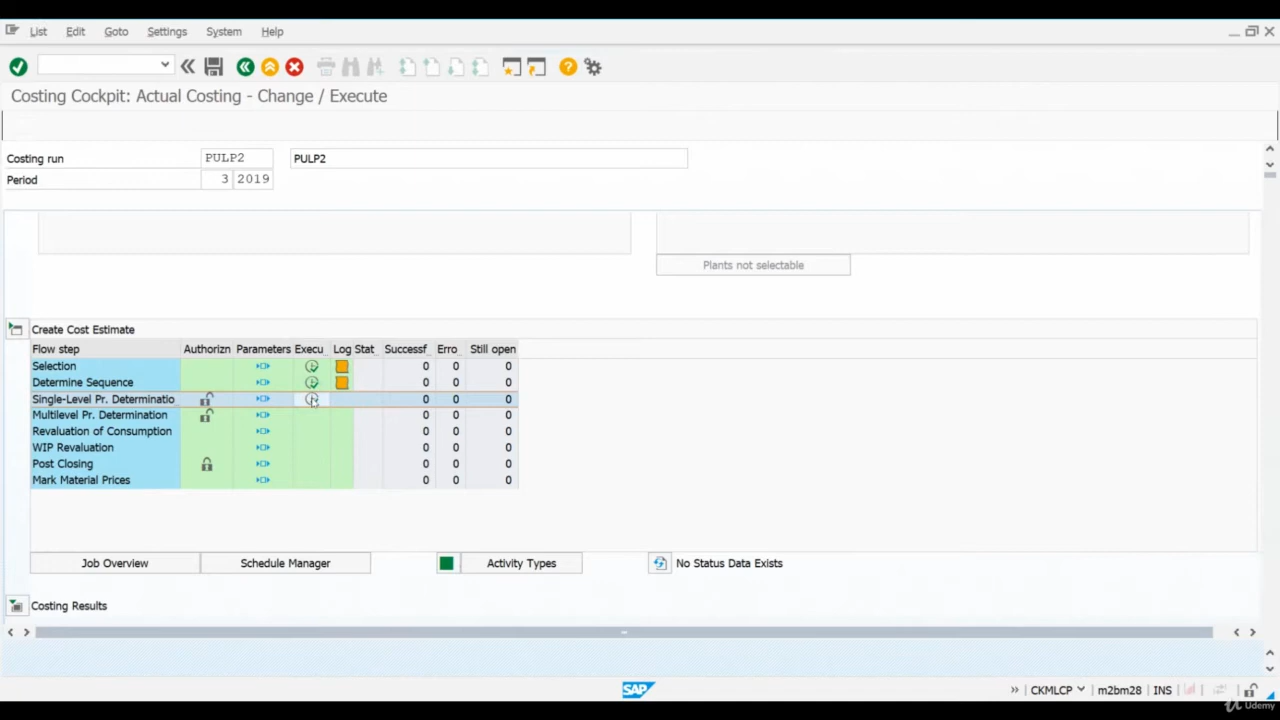 List Edit Goto Settings System Help
Costing Cockpit: Actual Costing - Change / Execute
Costing run PULP2 PULP2
Period 3 2019
Plants not selectable
Create Cost Estimate
Flow step Authorizn Parameters Execu Log Stat Successf Erro Still open
Selection 0 0 0
Determine Sequence 0 0 0
Single-Level Pr. Determinatio 0 0 0
Multilevel Pr. Determination 0 0 0
Revaluation of Consumption 0 0 0
WIP Revaluation 0 0 0
Post Closing 0 0 0
Mark Material Prices 0 0 0
Job Overview Schedule Manager Activity Types No Status Data Exists
Costing Results
SAP CKMLCP m2bm28 INS
Udemy